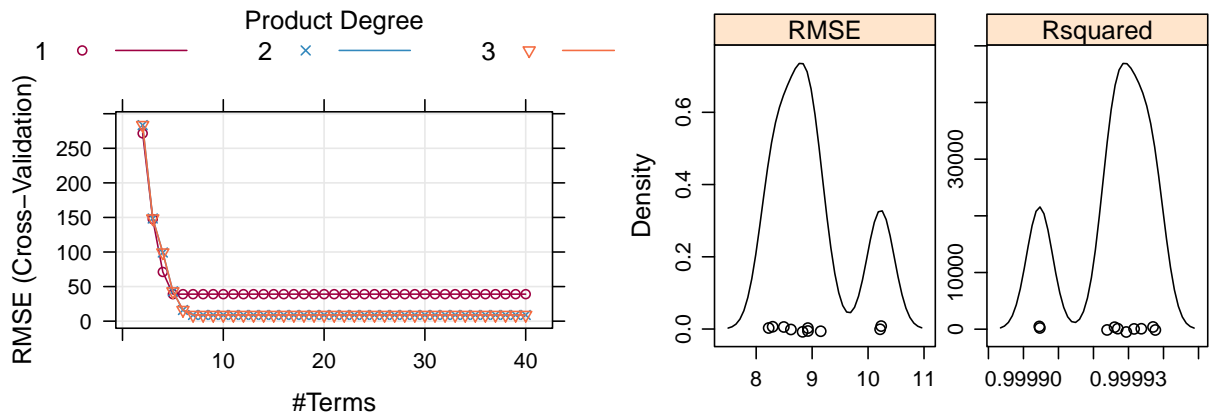 Product Degree
1 2 3
RMSE (Cross−Validation)
250
200
150
100
50
0
10 20 30 40
#Terms
RMSE
Density
0.6
0.4
0.2
0.0
8 9 10 11
Rsquared
30000
10000
0
0.99990 0.99993